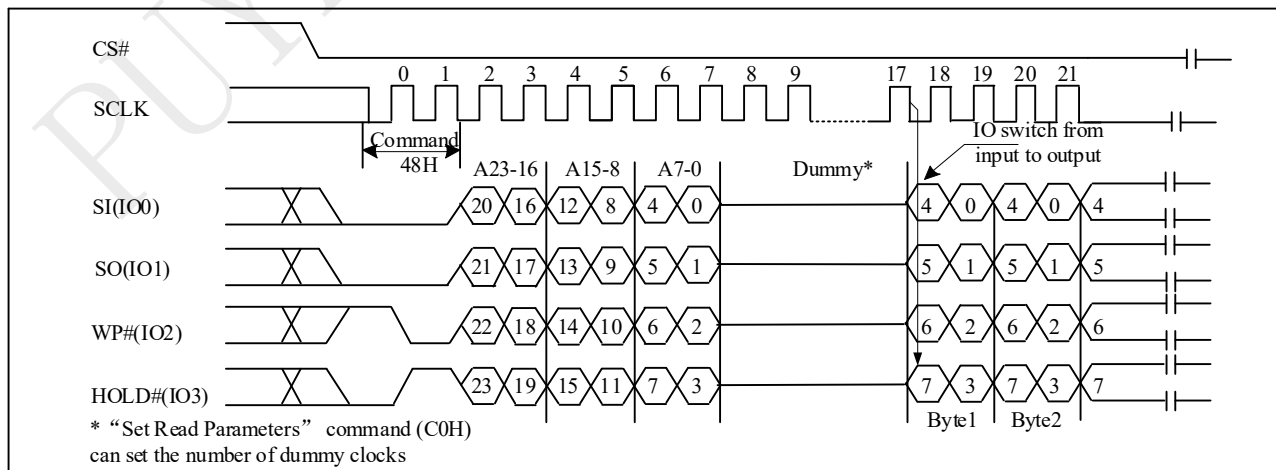 PUYA
CS#
0 1 2 3 4 5 6 7 8 9 17 18 19 20 21
SCLK
Command
48H
IO switch from
input to output
A23-16 A15-8 A7-0 Dummy*
SI(IO0) 20 16 12 8 4 0 4 0 4 0 4
SO(IO1) 21 17 13 9 5 1 5 1 5 1 5
WP#(IO2) 22 18 14 10 6 2 6 2 6 2 6
HOLD#(IO3) 23 19 15 11 7 3 7 3 7 3 7
Byte1 Byte2
* “Set Read Parameters” command (C0H)
can set the number of dummy clocks